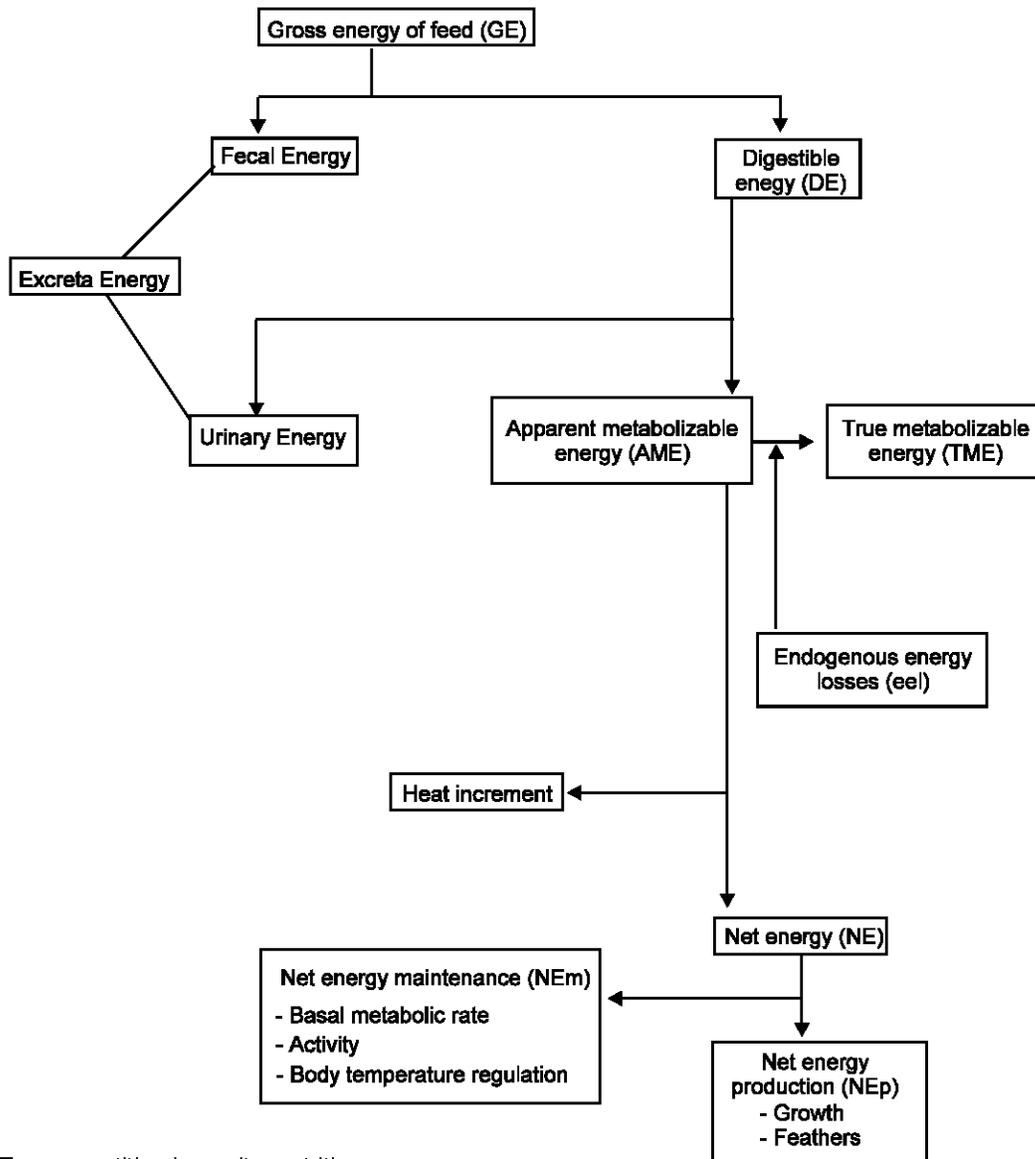 Gross energy of feed (GE)
Fecal Energy
Digestible
enegy (DE)
Excreta Energy
Urinary Energy
Apparent metabolizable
energy (AME)
True metabolizable
energy (TME)
Endogenous energy
losses (eel)
Heat increment
Net energy (NE)
Net energy maintenance (NEm)
- Basal metabolic rate
- Activity
- Body temperature regulation
Net energy
production (NEp)
- Growth
- Feathers